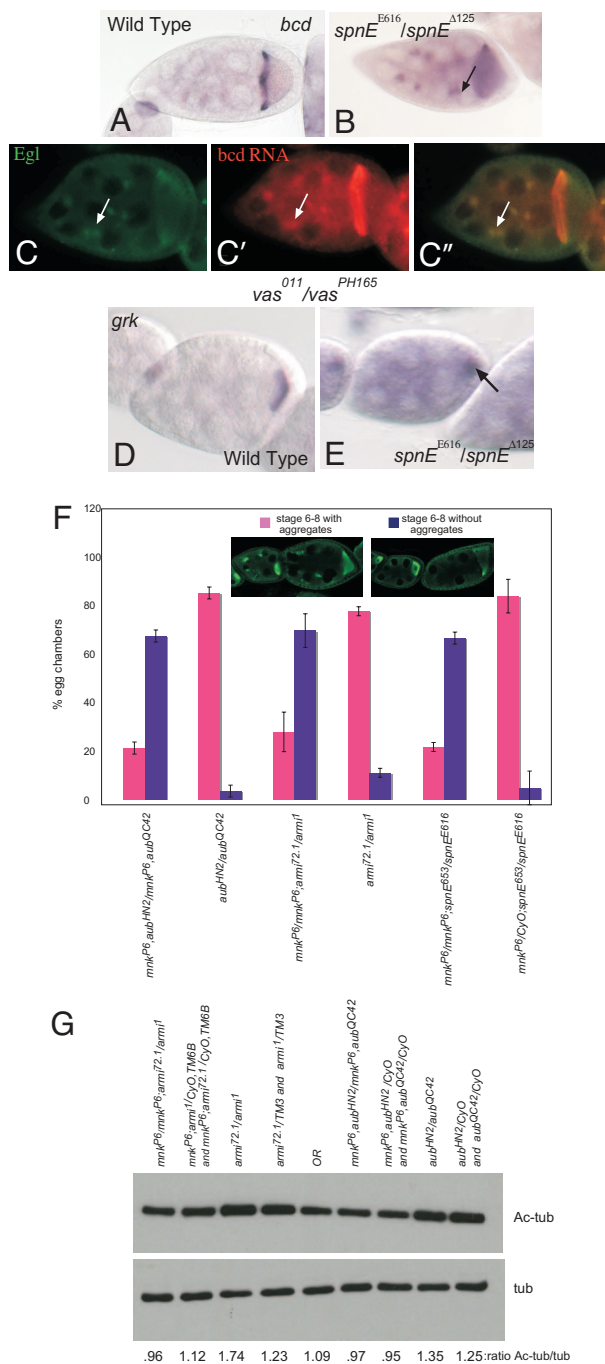 Wild Type bcd
A
spnE^E616/spnE^Δ125
B
Egl
C
bcd RNA
C'
C"
vas^011/vas^PH165
grk
D
Wild Type
E
spnE^E616/spnE^Δ125
F
stage 6-8 with
aggregates
stage 6-8 without
aggregates
% egg chambers
120
100
80
60
40
20
0
mnk^P6,aub^HN2/mnk^P6,aub^QC42
aub^HN2/aub^QC42
mnk^P6/mnk^P6;armi^72.1/armi^1
armi^72.1/armi^1
mnk^P6/mnk^P6;spnE^653/spnE^E616
mnk^P6/CyO;spnE^653/spnE^E616
G
mnk^P6/mnk^P6;armi^72.1/armi^1
mnk^P6;armi^1/CyO,TM6B
and mnk^P6;armi^72.1/CyO,TM6B
armi^72.1/armi^1
armi^72.1/TM3 and armi^1/TM3
OR
mnk^P6,aub^HN2/mnk^P6,aub^QC42
mnk^P6,aub^HN2/CyO
and mnk^P6,aub^QC42/CyO
aub^HN2/aub^QC42
aub^HN2/CyO
and aub^QC42/CyO
Ac-tub
tub
.96 1.12 1.74 1.23 1.09 .97 .95 1.35 1.25 :ratio Ac-tub/tub